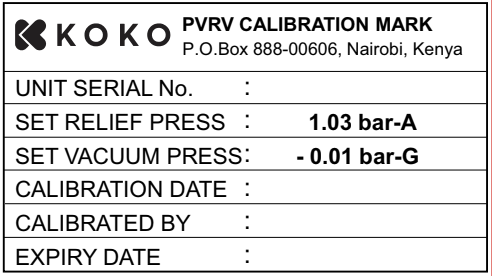 KOKO PVRV CALIBRATION MARK
P.O.Box 888-00606, Nairobi, Kenya
UNIT SERIAL No. :
SET RELIEF PRESS : 1.03 bar-A
SET VACUUM PRESS: - 0.01 bar-G
CALIBRATION DATE :
CALIBRATED BY :
EXPIRY DATE :